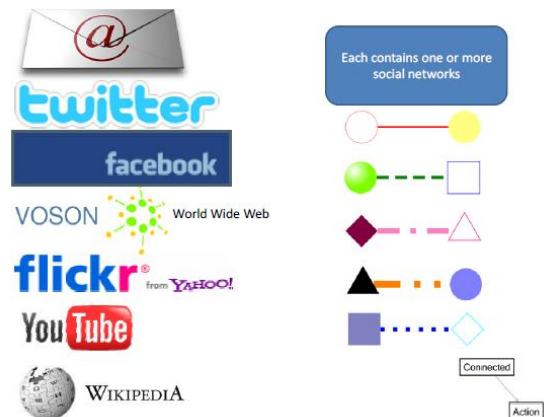 @
twitter
facebook
VOSON
World Wide Web
flickr® from YAHOO!
YouTube
WIKIPEDIA
Each contains one or more
social networks
Connected
Action